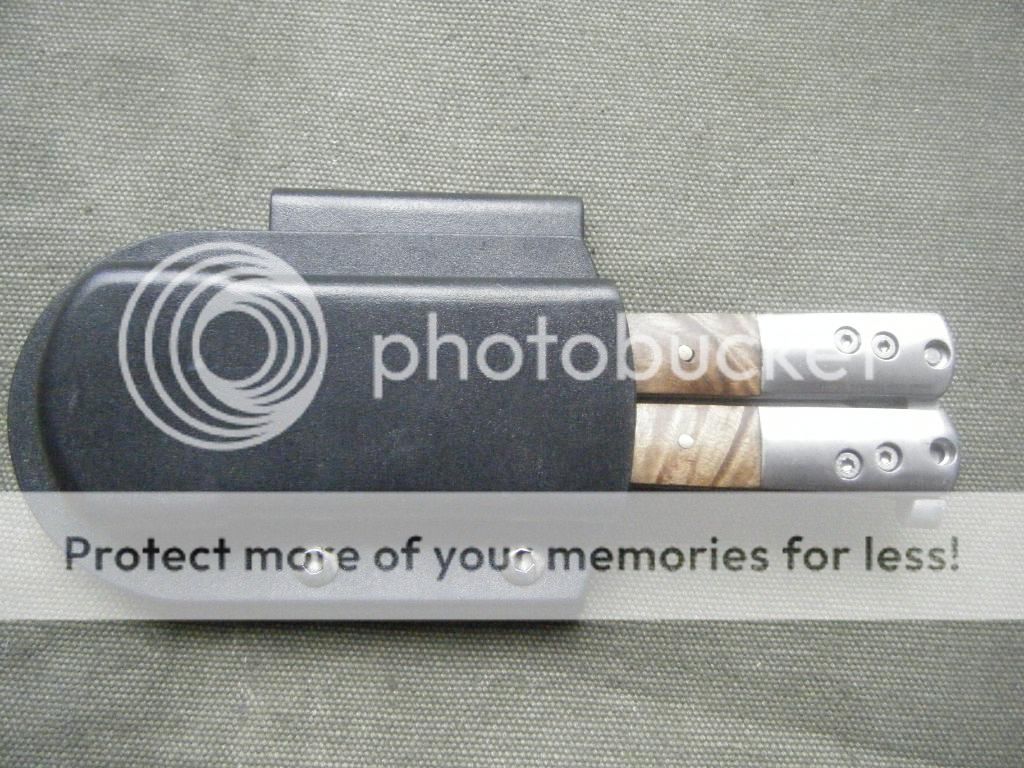 photobucket
Protect more of your memories for less!